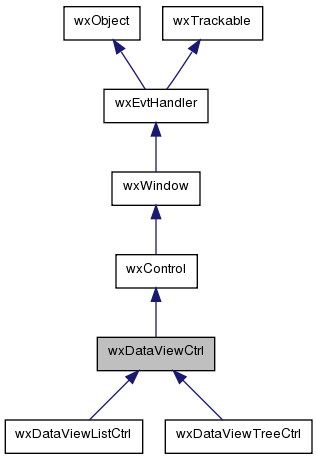 wxObject
wxTrackable
wxEvtHandler
wxWindow
wxControl
wxDataViewCtrl
wxDataViewListCtrl
wxDataViewTreeCtrl